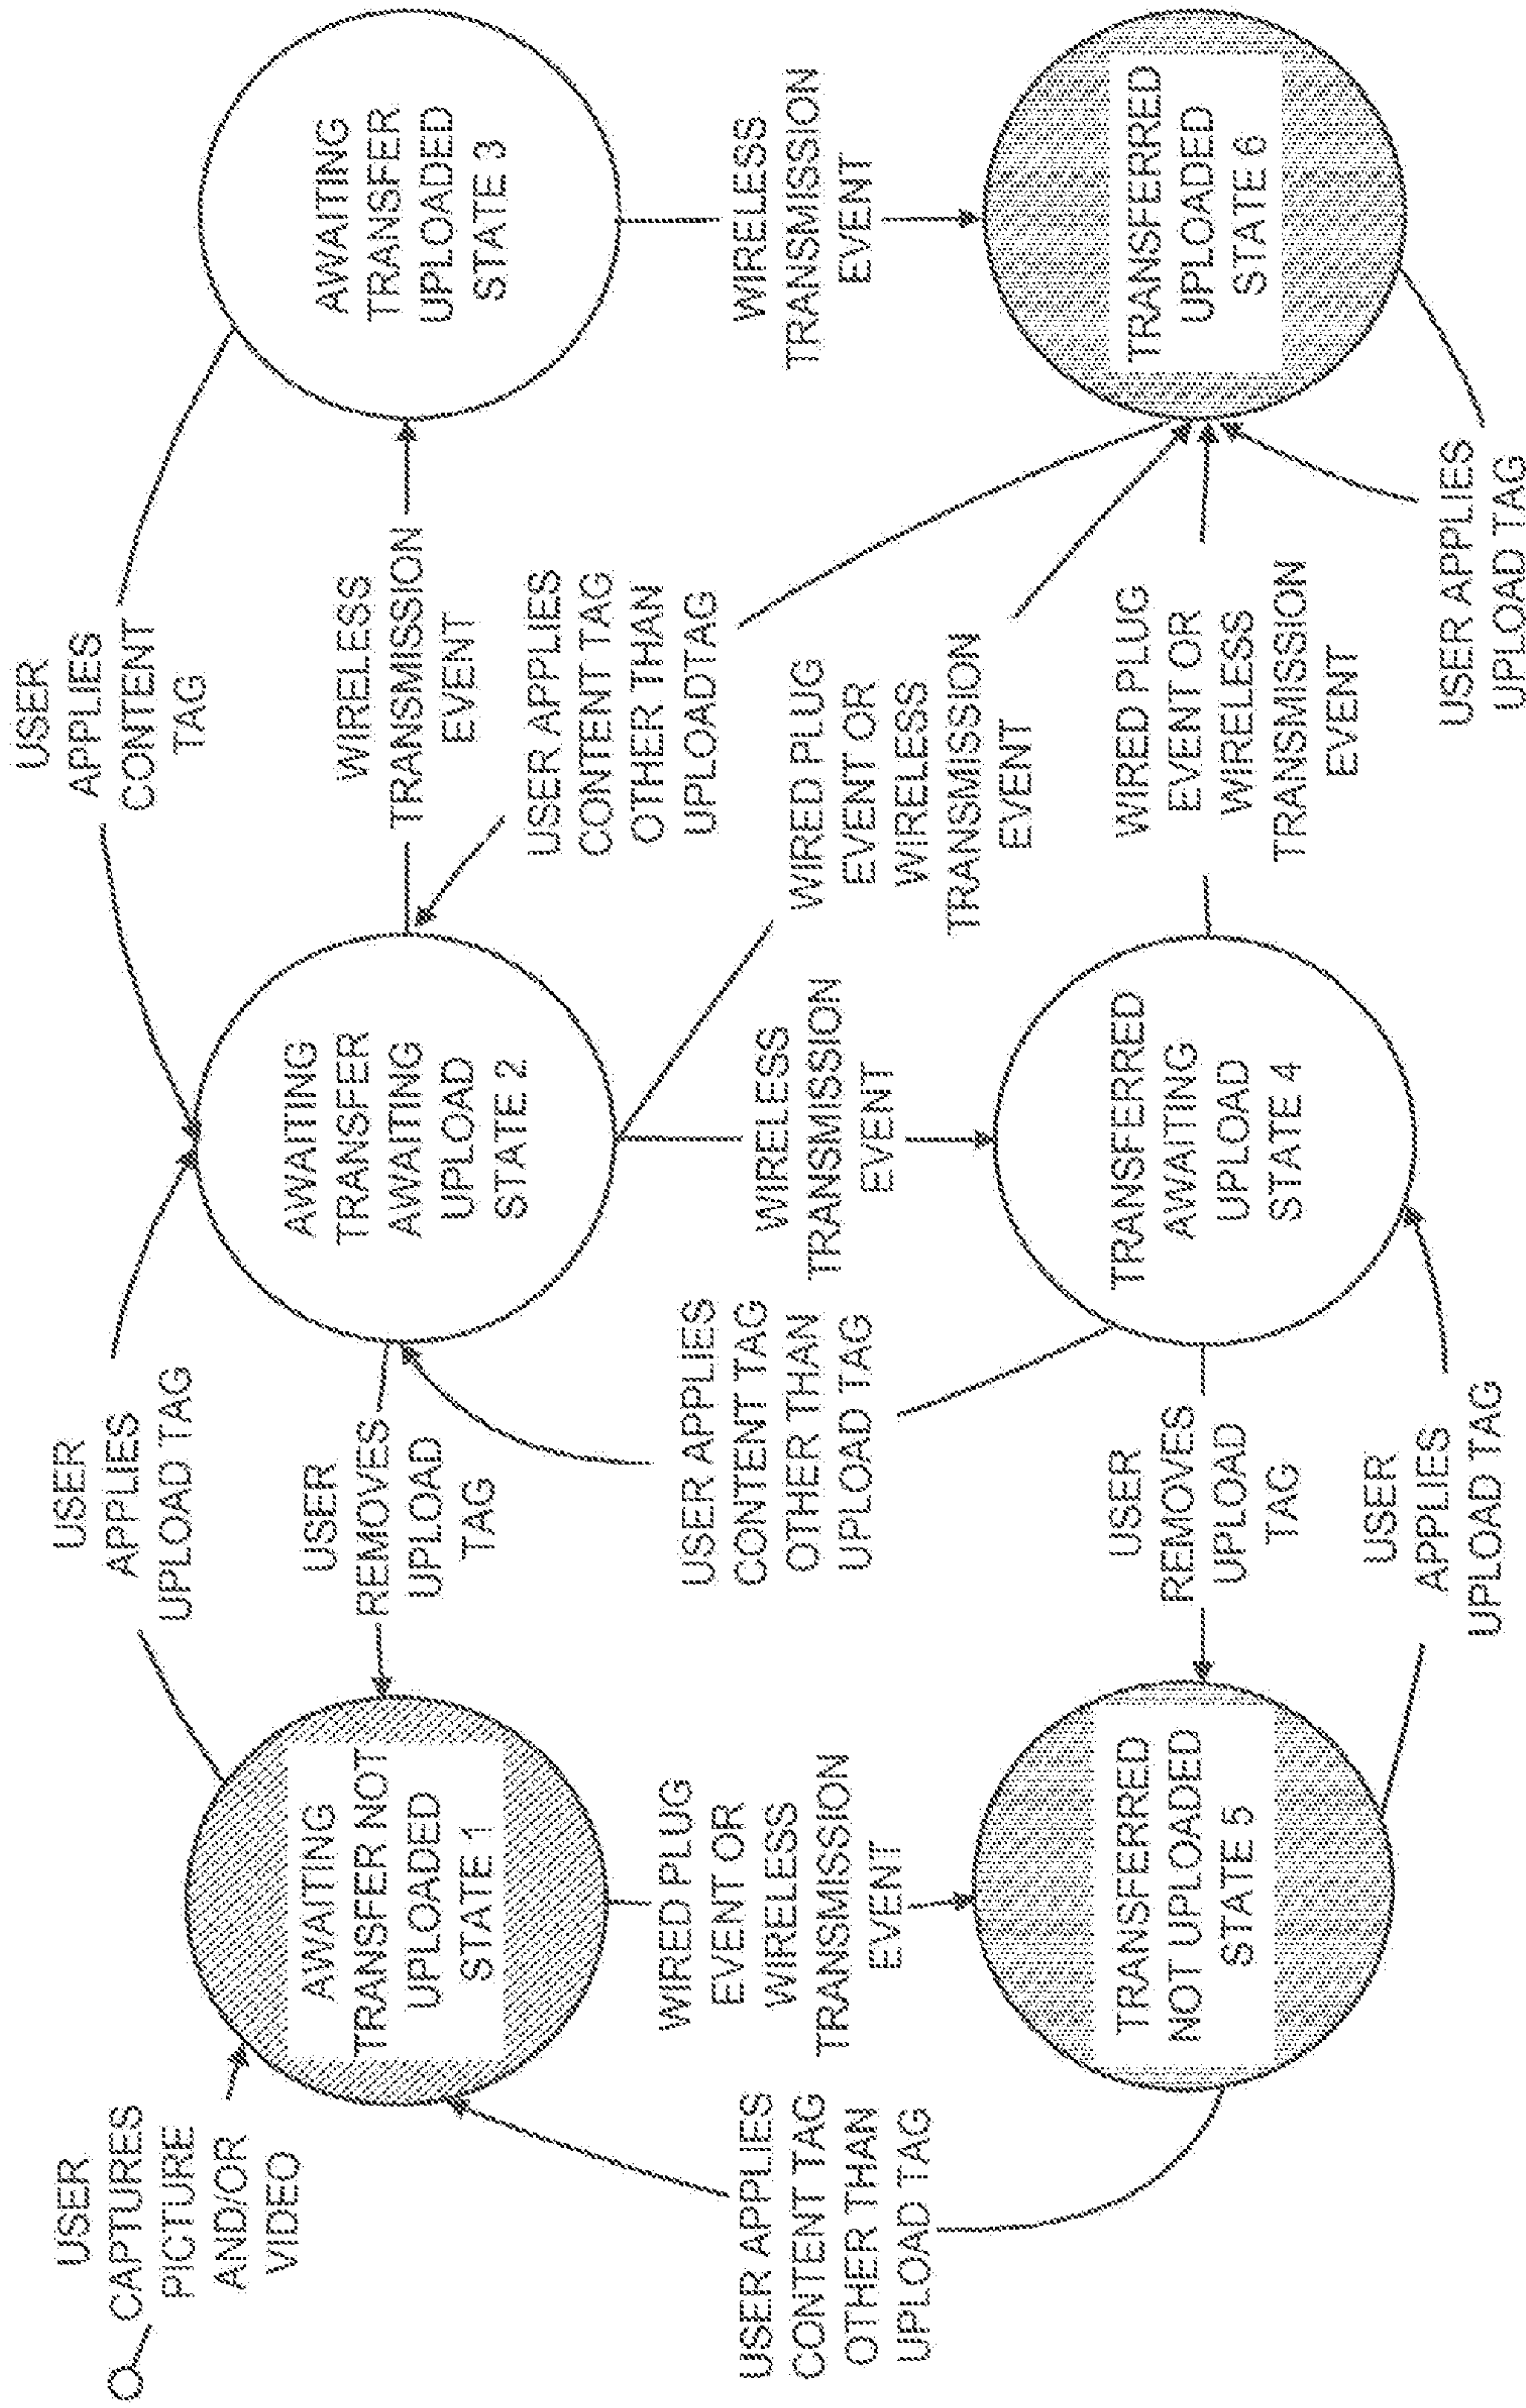 USER
CAPTURES
PICTURE
AND/OR
VIDEO
USER
APPLIES
UPLOAD TAG
USER
APPLIES
CONTENT
TAG
AWAITING
TRANSFER NOT
UPLOADED
STATE 1
USER
REMOVES
UPLOAD
TAG
AWAITING
TRANSFER
AWAITING
UPLOAD
STATE 2
WIRELESS
TRANSMISSION
EVENT
AWAITING
TRANSFER
UPLOADED
STATE 3
USER APPLIES
CONTENT TAG
OTHER THAN
UPLOADTAG
USER APPLIES
CONTENT TAG
OTHER THAN
UPLOAD TAG
WIRED PLUG
EVENT OR
WIRELESS
TRANSMISSION
EVENT
USER APPLIES
CONTENT TAG
OTHER THAN
UPLOAD TAG
WIRELESS
TRANSMISSION
EVENT
WIRED PLUG
EVENT OR
WIRELESS
TRANSMISSION
EVENT
WIRELESS
TRANSMISSION
EVENT
TRANSFERRED
NOT UPLOADED
STATE 5
USER
REMOVES
UPLOAD
TAG
TRANSFERRED
AWAITING
UPLOAD
STATE 4
WIRED PLUG
EVENT OR
WIRELESS
TRANSMISSION
EVENT
TRANSFERRED
UPLOADED
STATE 6
USER
APPLIES
UPLOAD TAG
USER APPLIES
UPLOAD TAG